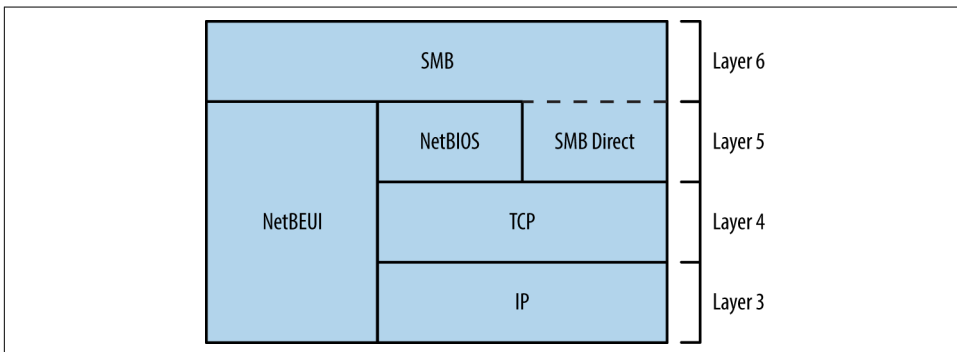 SMB
Layer 6
NetBIOS
SMB Direct
Layer 5
NetBEUI
TCP
Layer 4
IP
Layer 3